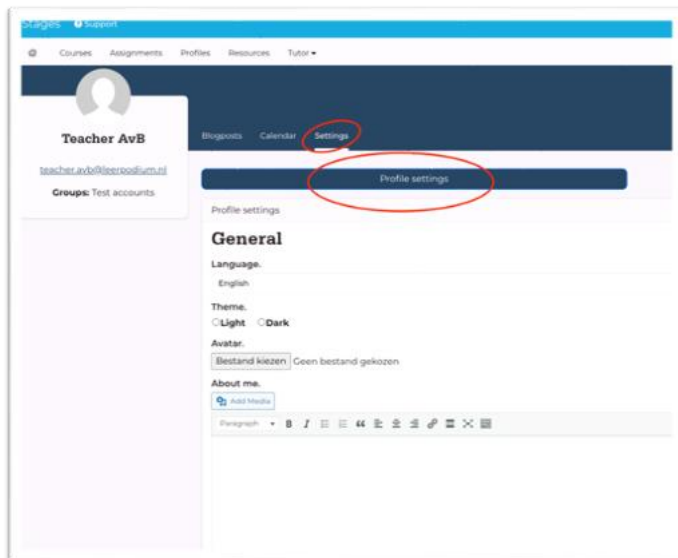 Stages Support
Courses Assignments Profiles Resources Tutor
Teacher AvB
teacher.avb@leerpodium.nl
Groups: Test accounts
Blogposts Calendar Settings
Profile settings
Profile settings
General
Language.
English
Theme.
Light Dark
Avatar.
Bestand kiezen Geen bestand gekozen
About me.
Add Media
Paragraph